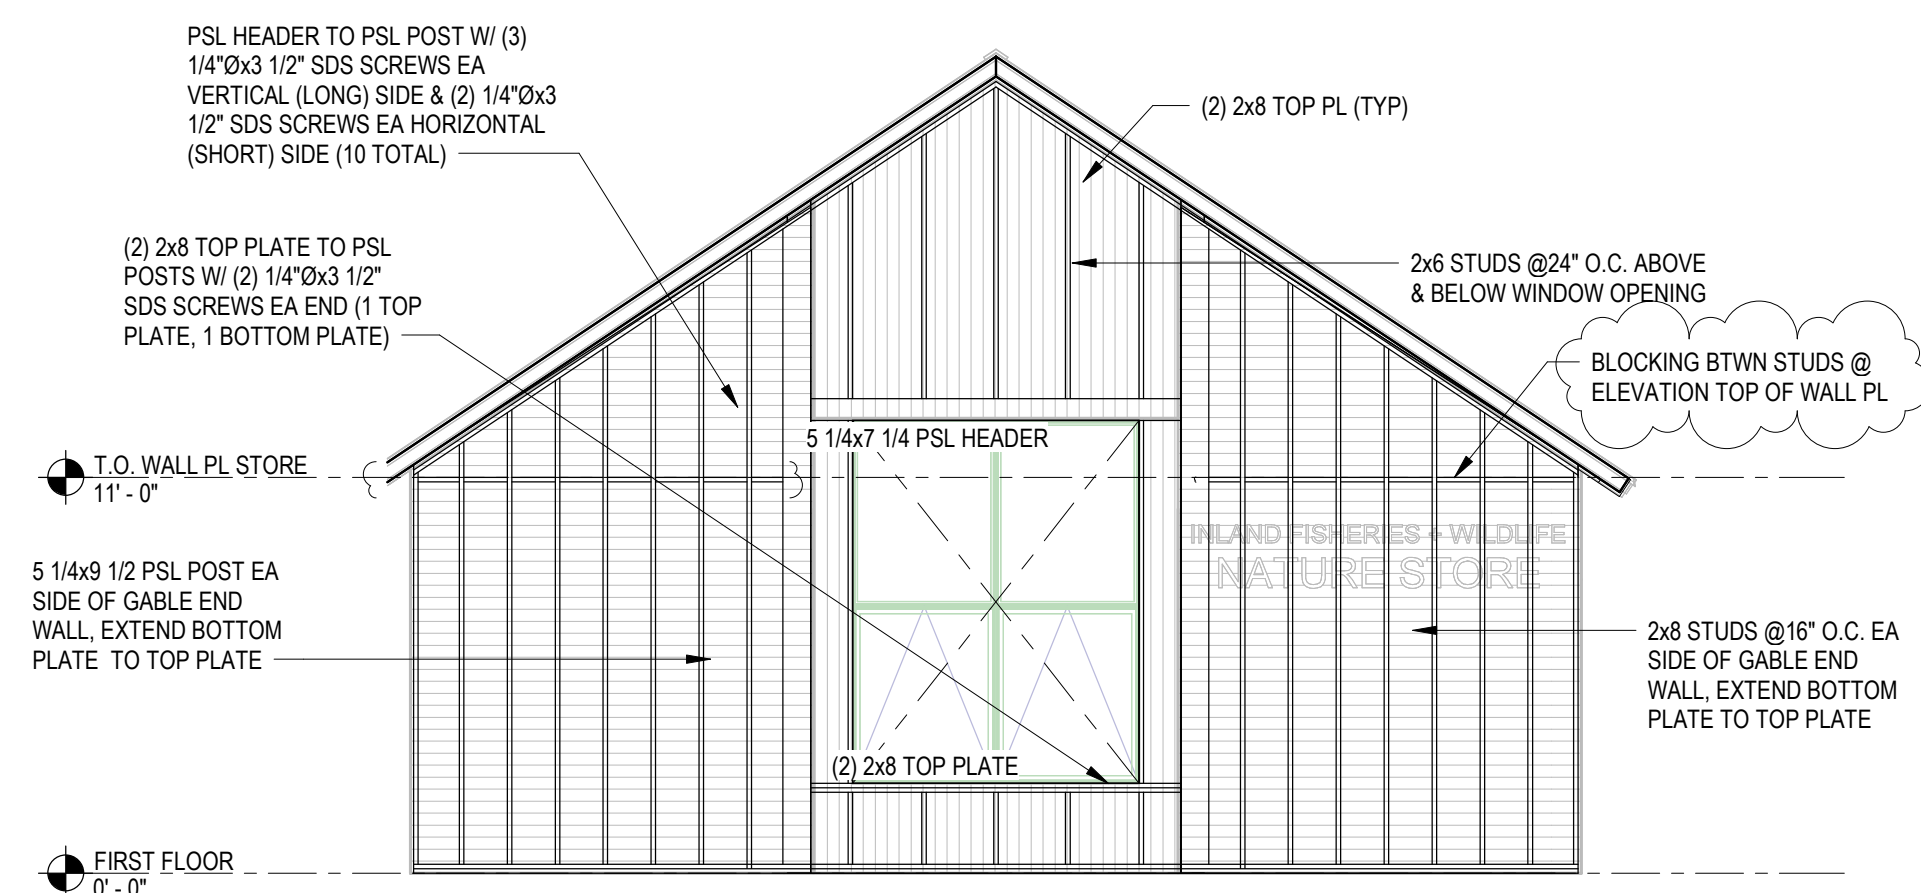 PSL HEADER TO PSL POST W/ (3)
1/4"Øx3 1/2" SDS SCREWS EA
VERTICAL (LONG) SIDE & (2) 1/4"Øx3
1/2" SDS SCREWS EA HORIZONTAL
(SHORT) SIDE (10 TOTAL)
(2) 2x8 TOP PL (TYP)
(2) 2x8 TOP PLATE TO PSL
POSTS W/ (2) 1/4"Øx3 1/2"
SDS SCREWS EA END (1 TOP
PLATE, 1 BOTTOM PLATE)
2x6 STUDS @24" O.C. ABOVE
& BELOW WINDOW OPENING
BLOCKING BTWN STUDS @
ELEVATION TOP OF WALL PL
5 1/4x7 1/4 PSL HEADER
T.O. WALL PL STORE
11' - 0"
INLAND FISHERIES + WILDLIFE
NATURE STORE
5 1/4x9 1/2 PSL POST EA
SIDE OF GABLE END
WALL, EXTEND BOTTOM
PLATE TO TOP PLATE
2x8 STUDS @16" O.C. EA
SIDE OF GABLE END
WALL, EXTEND BOTTOM
PLATE TO TOP PLATE
(2) 2x8 TOP PLATE
FIRST FLOOR
0' - 0"